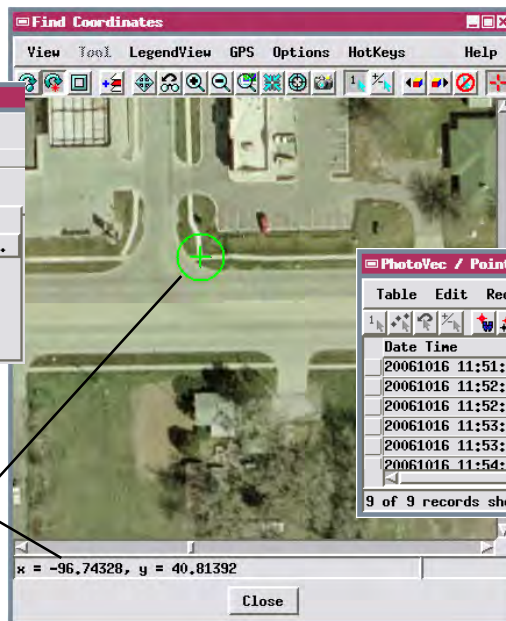 Find Coordinates
View Tool LegendView GPS Options HotKeys Help
PhotoVec / Point
Table Edit Rec
Date Time
20061016 11:51:
20061016 11:52:
20061016 11:52:
20061016 11:53:
20061016 11:53:
20061016 11:54:
9 of 9 records sho
x = -96.74328, y = 40.81392
Close